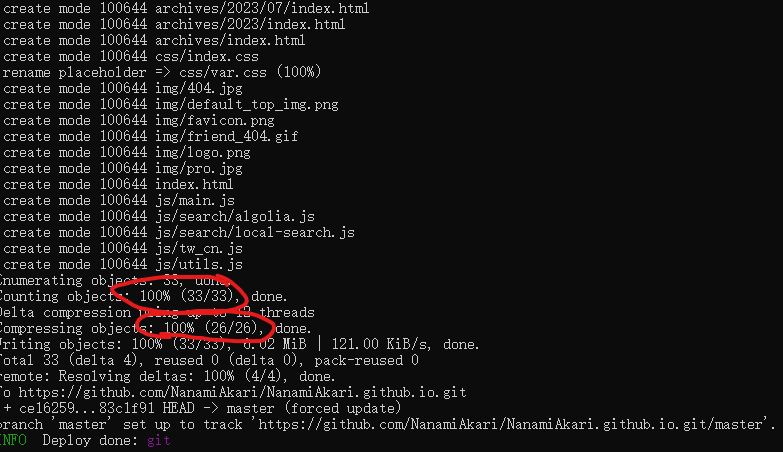 create mode 100644 archives/2023/07/index.html
create mode 100644 archives/2023/index.html
create mode 100644 archives/index.html
create mode 100644 css/index.css
rename placeholder => css/var.css (100%)
create mode 100644 img/404.jpg
create mode 100644 img/default_top_img.png
create mode 100644 img/favicon.png
create mode 100644 img/friend_404.gif
create mode 100644 img/logo.png
create mode 100644 img/pro.jpg
create mode 100644 index.html
create mode 100644 js/main.js
create mode 100644 js/search/algolia.js
create mode 100644 js/search/local-search.js
create mode 100644 js/tw_cn.js
create mode 100644 js/utils.js
Enumerating objects: 33, done.
Counting objects: 100% (33/33), done.
Delta compression using up to 12 threads
Compressing objects: 100% (26/26), done.
Writing objects: 100% (33/33), 6.02 MiB | 121.00 KiB/s, done.
Total 33 (delta 4), reused 0 (delta 0), pack-reused 0
remote: Resolving deltas: 100% (4/4), done.
To https://github.com/NanamiAkari/NanamiAkari.github.io.git
+ ce16259...83c1f91 HEAD -> master (forced update)
branch 'master' set up to track 'https://github.com/NanamiAkari/NanamiAkari.github.io.git/master'.
INFO  Deploy done: git